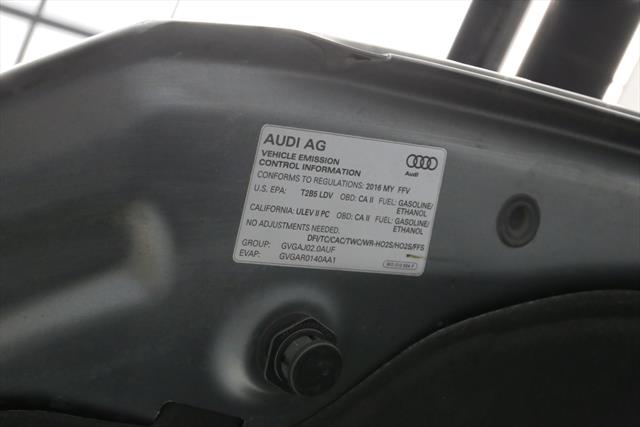 AUDI AG
VEHICLE EMISSION
CONTROL INFORMATION
Audi
CONFORMS TO REGULATIONS: 2016 MY FFV
U.S. EPA: T2B5 LDV OBD: CA II FUEL: GASOLINE/
ETHANOL
CALIFORNIA: ULEV II PC OBD: CA II FUEL: GASOLINE/
ETHANOL
NO ADJUSTMENTS NEEDED.
DFI/TC/CAC/TWC/WR-HO2S/HO2S/FFS
GROUP: GVGAJ02.0AUF
EVAP: GVGAR0140AA1